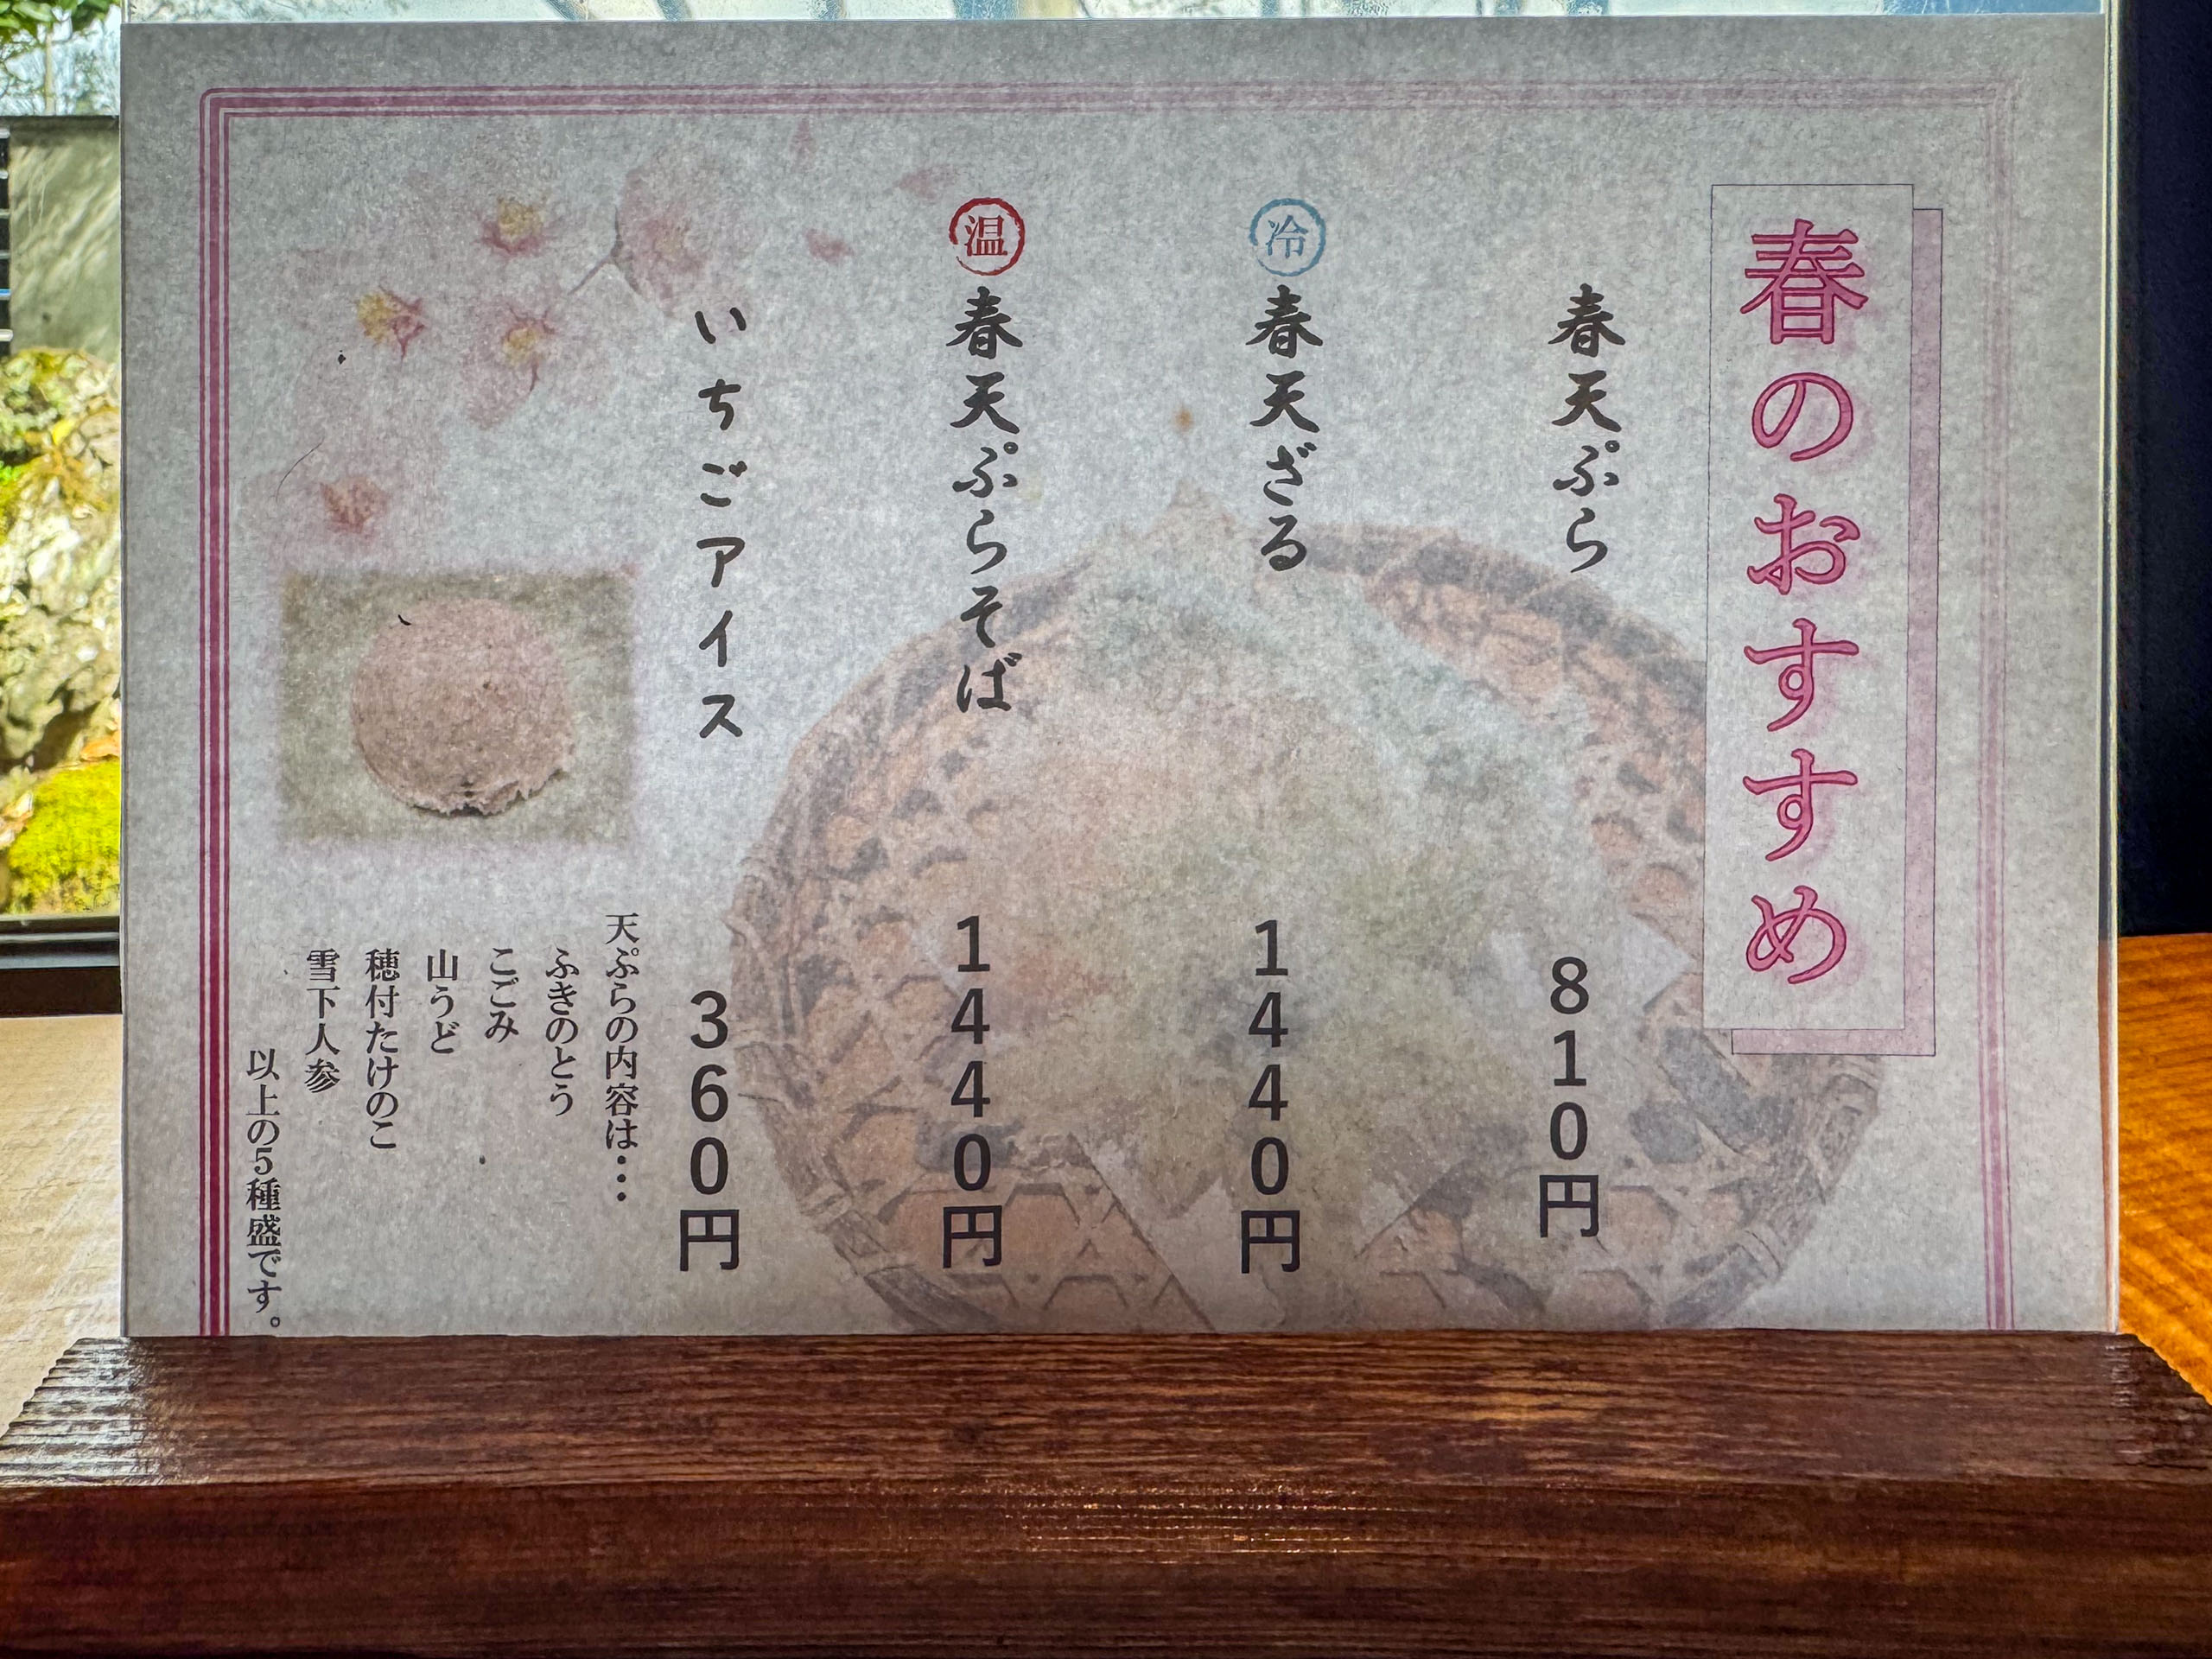 春のおすすめ
春天ぷら 810円
冷 春天ざる 1440円
温 春天ぷらそば 1440円
いちごアイス 360円
天ぷらの内容は…
ふきのとう
こごみ
山うど
穂付たけのこ
雪下人参
以上の5種盛です。